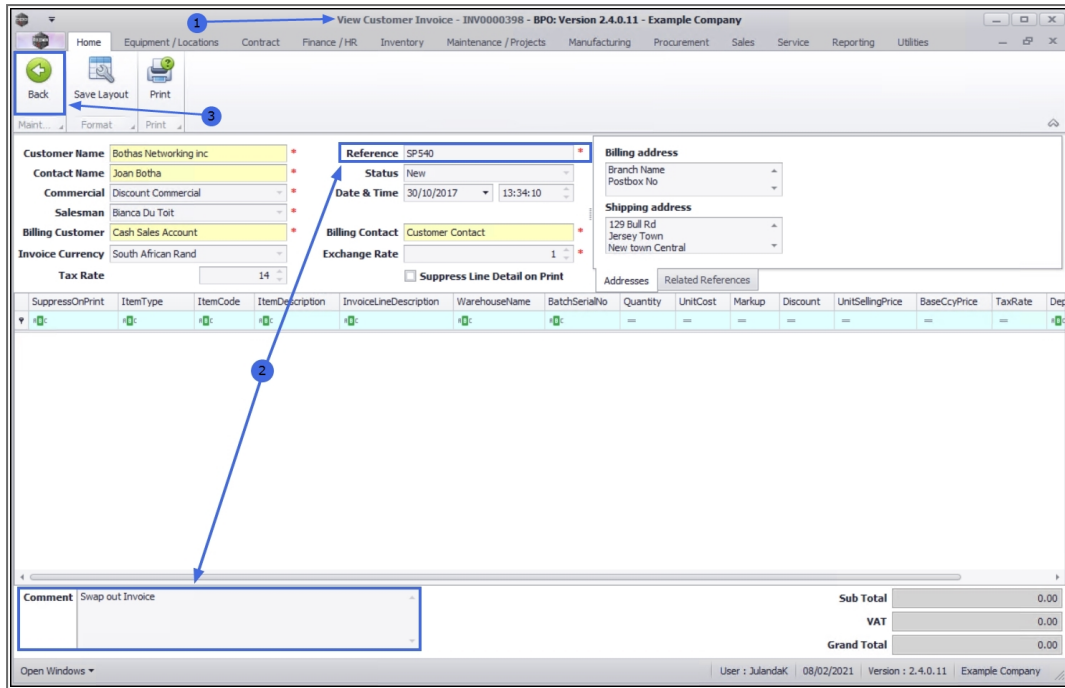 1
View Customer Invoice - INV0000398 - BPO: Version 2.4.0.11 - Example Company
Home Equipment / Locations Contract Finance / HR Inventory Maintenance / Projects Manufacturing Procurement Sales Service Reporting Utilities
Back Save Layout Print
3
Maint... Format Print
Customer Name Bothas Networking inc * Reference SP540 * Billing address
Contact Name Joan Botha * Status New Branch Name
Postbox No
Commercial Discount Commercial * Date & Time 30/10/2017 13:34:10
Salesman Bianca Du Toit * Shipping address
129 Bull Rd
Billing Customer Cash Sales Account * Billing Contact Customer Contact * Jersey Town
Invoice Currency South African Rand Exchange Rate 1 * New town Central
Tax Rate 14 Suppress Line Detail on Print Addresses Related References
SuppressOnPrint ItemType ItemCode ItemDescription InvoiceLineDescription WarehouseName BatchSerialNo Quantity UnitCost Markup Discount UnitSellingPrice BaseCcyPrice TaxRate Dep
2
Comment Swap out Invoice Sub Total 0.00
VAT 0.00
Grand Total 0.00
Open Windows User : JulandaK 08/02/2021 Version : 2.4.0.11 Example Company